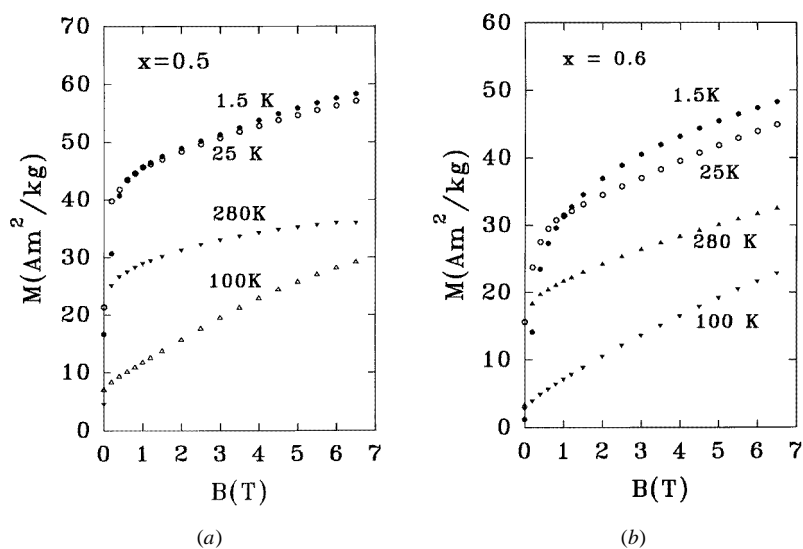 x=0.5
1.5 K
25 K
280K
100K
M(Am²/kg)
70
60
50
40
30
20
10
0
0 1 2 3 4 5 6 7
B(T)
(a)
x = 0.6
1.5K
25K
280 K
100 K
M(Am²/kg)
60
50
40
30
20
10
0
0 1 2 3 4 5 6 7
B(T)
(b)